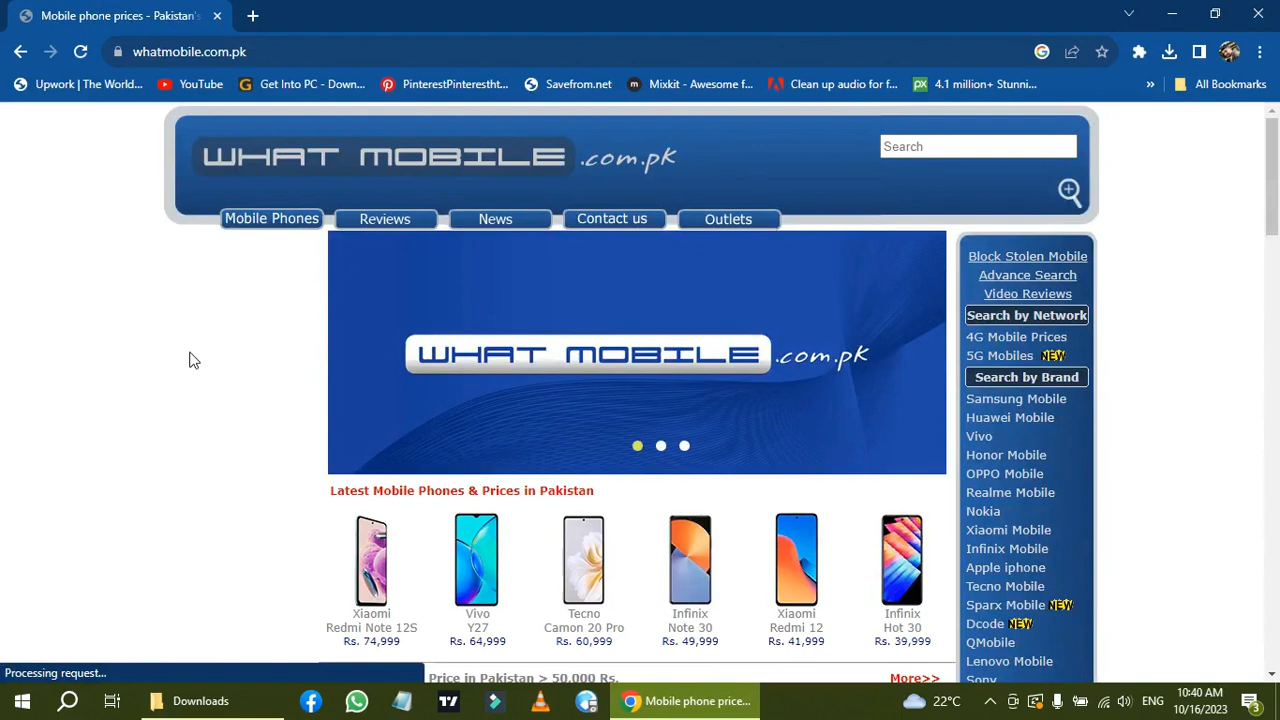 Mobile phone prices - Pakistan's
whatmobile.com.pk
Upwork | The World... YouTube Get Into PC - Down... PinterestPinterestht... Savefrom.net Mixkit - Awesome f... Clean up audio for f... 4.1 million+ Stunni... » All Bookmarks
WHAT MOBILE .com.pk
Search
Mobile Phones Reviews News Contact us Outlets
WHAT MOBILE .com.pk
Latest Mobile Phones & Prices in Pakistan
Xiaomi Vivo Tecno Infinix Xiaomi Infinix
Redmi Note 12S Y27 Camon 20 Pro Note 30 Redmi 12 Hot 30
Rs. 74,999 Rs. 64,999 Rs. 60,999 Rs. 49,999 Rs. 41,999 Rs. 39,999
Price in Pakistan > 50,000 Rs. More>>
Block Stolen Mobile
Advance Search
Video Reviews
Search by Network
4G Mobile Prices
5G Mobiles NEW
Search by Brand
Samsung Mobile
Huawei Mobile
Vivo
Honor Mobile
OPPO Mobile
Realme Mobile
Nokia
Xiaomi Mobile
Infinix Mobile
Apple iphone
Tecno Mobile
Sparx Mobile NEW
Dcode NEW
QMobile
Lenovo Mobile
Sony
Processing request...
Downloads Mobile phone price... 22°C ENG 10:40 AM
10/16/2023 3